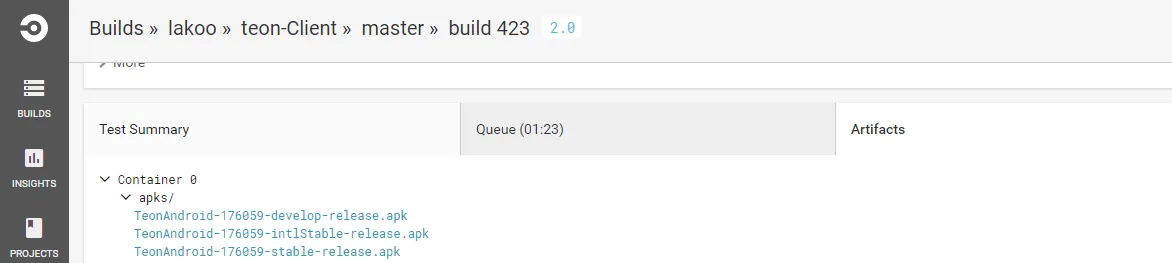 Builds » lakoo » teon-Client » master » build 423 2.0
More
BUILDS
Test Summary Queue (01:23) Artifacts
INSIGHTS
Container 0
apks/
TeonAndroid-176059-develop-release.apk
TeonAndroid-176059-intlStable-release.apk
TeonAndroid-176059-stable-release.apk
PROJECTS